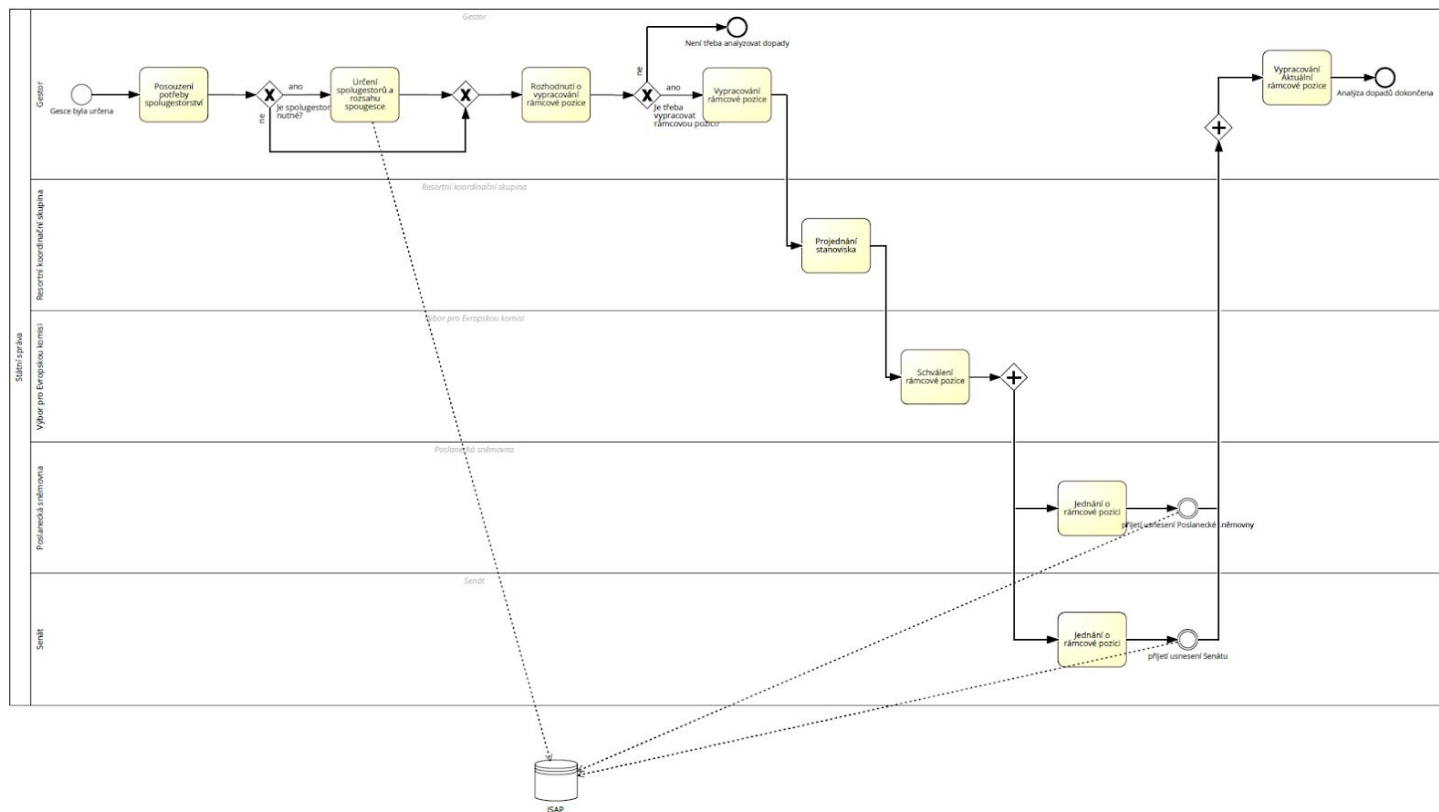 Gestor
Není třeba analyzovat dopady
Gestor
Gesce byla určena
Posouzení
potřeby
spolugestorství
ano
ne
Je spolugestor
nutné?
Určení
spolugestorů a
rozsahu
spougesce
Rozhodnutí o
vypracování
rámcové pozice
ne
ano
Je třeba
vypracovat
rámcovou pozici?
Vypracování
rámcové pozice
Vypracování
Aktuální
rámcové pozice
Analýza dopadů dokončena
Resortní koordinační skupina
Resortní koordinační skupina
Projednání
stanoviska
Státní správa
Výbor pro Evropskou komisi
Výbor pro Evropskou komisi
Schválení
rámcové pozice
Poslanecká sněmovna
Poslanecká sněmovna
Jednání o
rámcové pozici
přijetí usnesení Poslanecké sněmovny
Senát
Senát
Jednání o
rámcové pozici
přijetí usnesení Senátu
ISAP